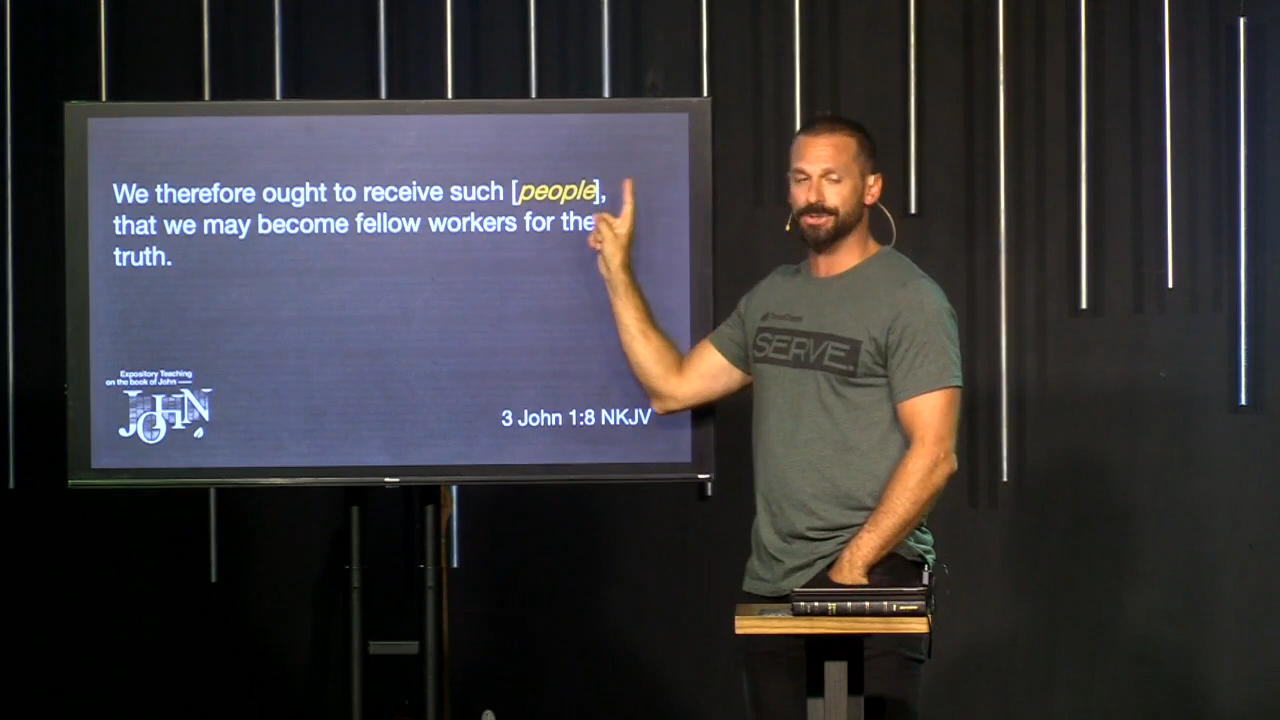 We therefore ought to receive such [people],
that we may become fellow workers for the
truth.
Expository Teaching
on the book of John
JOHN
3 John 1:8 NKJV
SERVE.